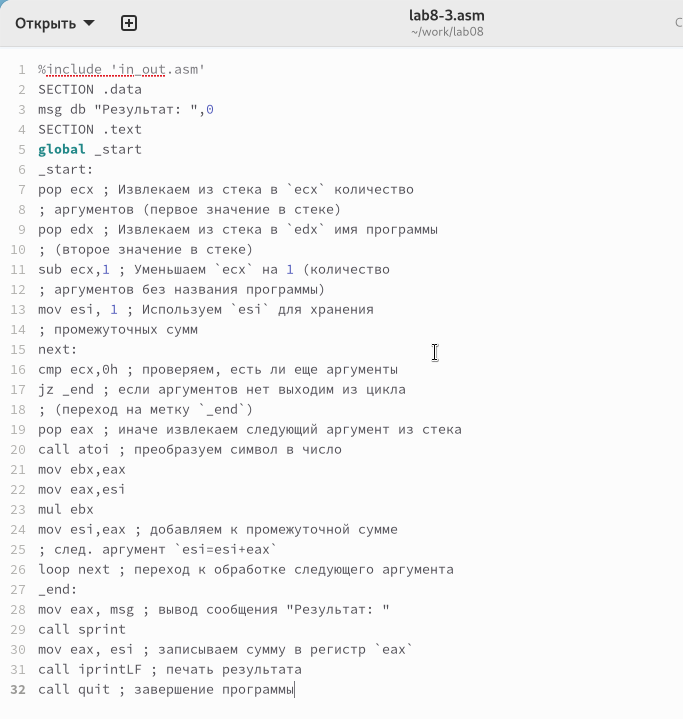 Открыть
lab8-3.asm
~/work/lab08
1 %include 'in_out.asm'
2 SECTION .data
3 msg db "Результат: ",0
4 SECTION .text
5 global _start
6 _start:
7 pop ecx ; Извлекаем из стека в `ecx` количество
8 ; аргументов (первое значение в стеке)
9 pop edx ; Извлекаем из стека в `edx` имя программы
10 ; (второе значение в стеке)
11 sub ecx,1 ; Уменьшаем `ecx` на 1 (количество
12 ; аргументов без названия программы)
13 mov esi, 1 ; Используем `esi` для хранения
14 ; промежуточных сумм
15 next:
16 cmp ecx,0h ; проверяем, есть ли еще аргументы
17 jz _end ; если аргументов нет выходим из цикла
18 ; (переход на метку `_end`)
19 pop eax ; иначе извлекаем следующий аргумент из стека
20 call atoi ; преобразуем символ в число
21 mov ebx,eax
22 mov eax,esi
23 mul ebx
24 mov esi,eax ; добавляем к промежуточной сумме
25 ; след. аргумент `esi=esi+eax`
26 loop next ; переход к обработке следующего аргумента
27 _end:
28 mov eax, msg ; вывод сообщения "Результат: "
29 call sprint
30 mov eax, esi ; записываем сумму в регистр `eax`
31 call iprintLF ; печать результата
32 call quit ; завершение программы